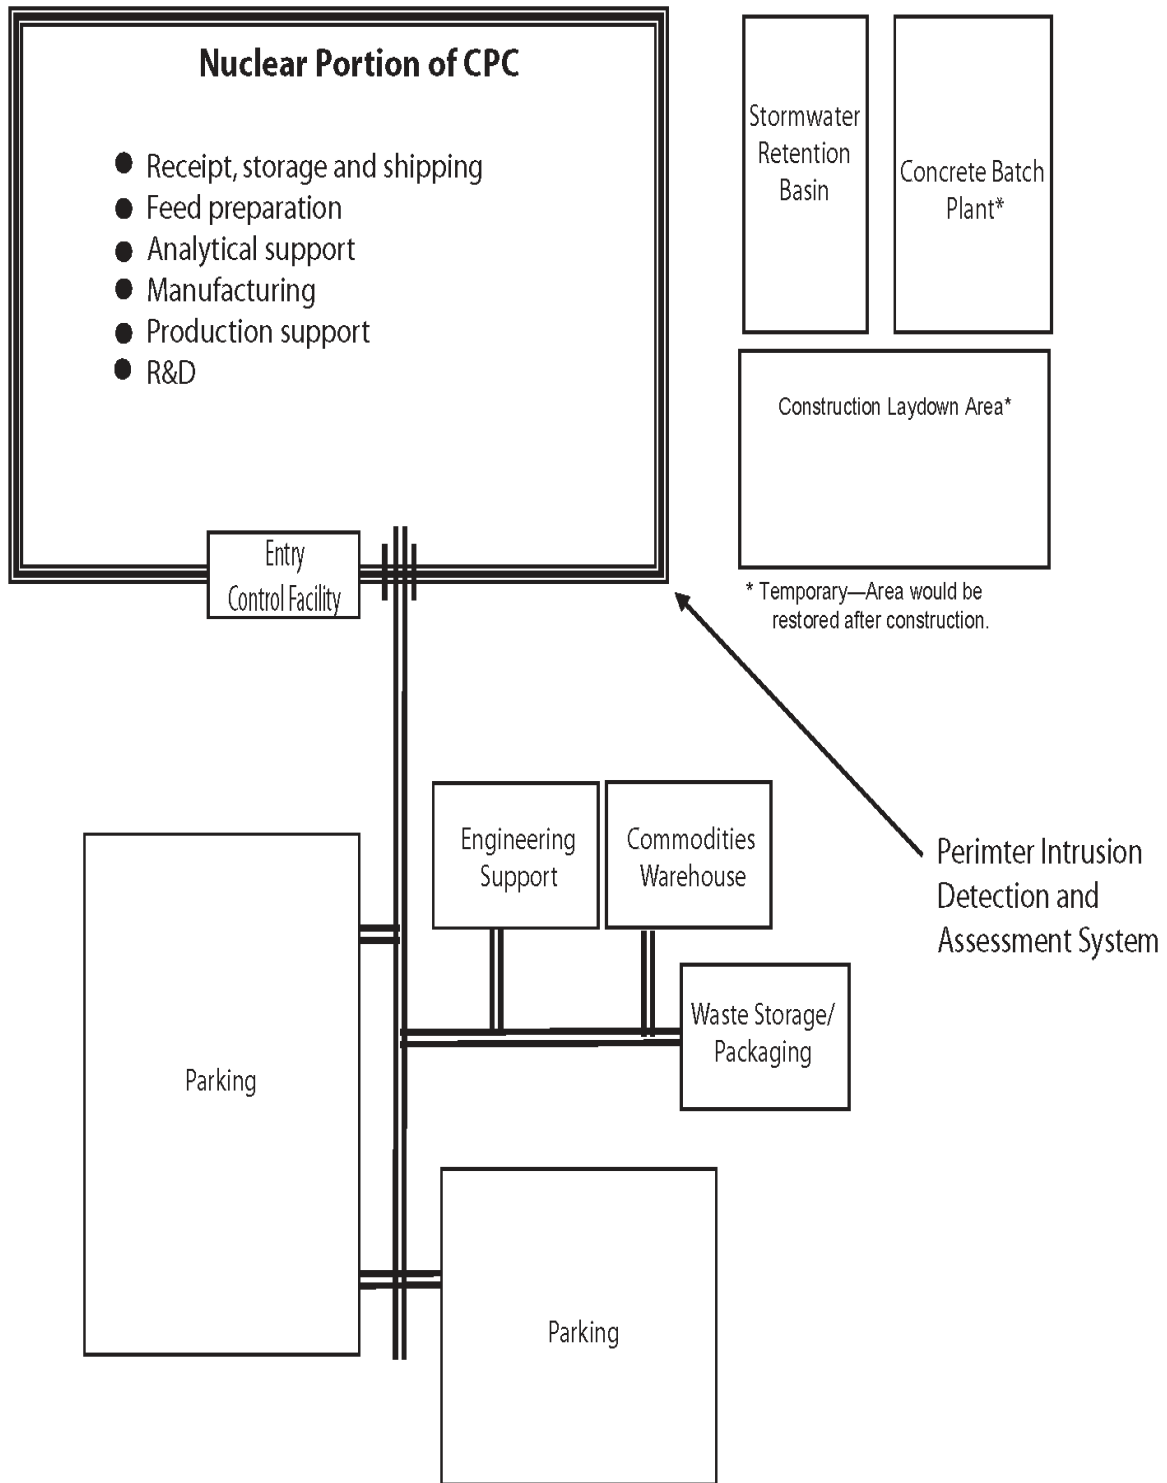 Nuclear Portion of CPC
● Receipt, storage and shipping
● Feed preparation
● Analytical support
● Manufacturing
● Production support
● R&D
Entry
Control Facility
Stormwater
Retention
Basin
Concrete Batch
Plant*
Construction Laydown Area*
* Temporary—Area would be
restored after construction.
Engineering
Support
Commodities
Warehouse
Perimter Intrusion
Detection and
Assessment System
Waste Storage/
Packaging
Parking
Parking